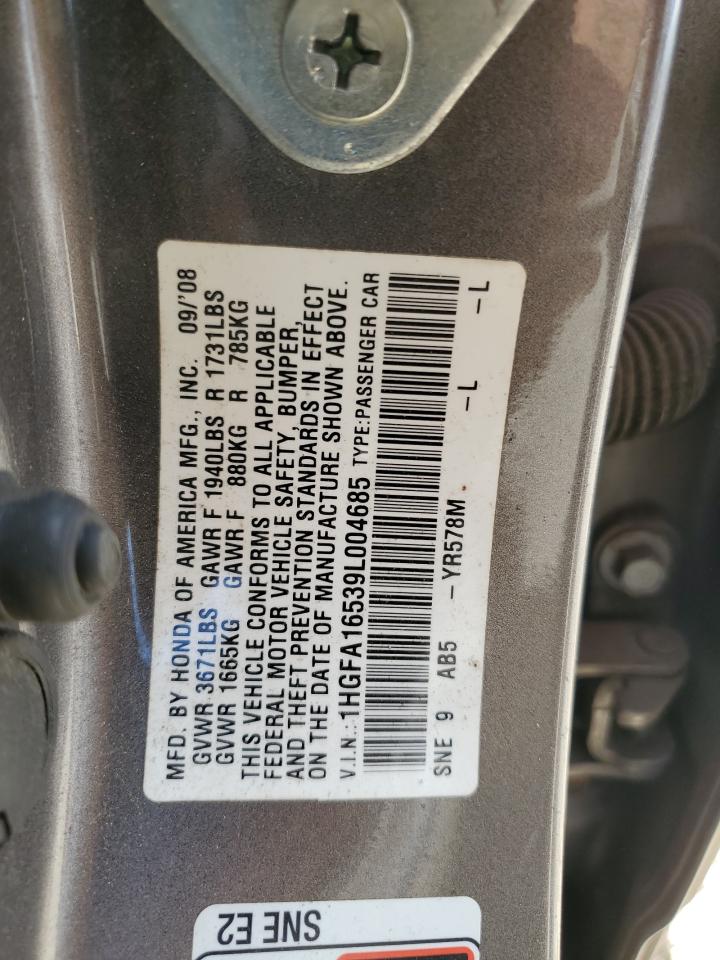 MFD. BY HONDA OF AMERICA MFG., INC. 09/'08
GVWR 3671LBS GAWR F 1940LBS R 1731LBS
GVWR 1665KG GAWR F 880KG R 785KG
THIS VEHICLE CONFORMS TO ALL APPLICABLE
FEDERAL MOTOR VEHICLE SAFETY, BUMPER,
AND THEFT PREVENTION STANDARDS IN EFFECT
ON THE DATE OF MANUFACTURE SHOWN ABOVE.
V.I.N.: 1HGFA16539L004685 TYPE:PASSENGER CAR
SNE 9 AB5 -YR578M -L -L
SNE E2